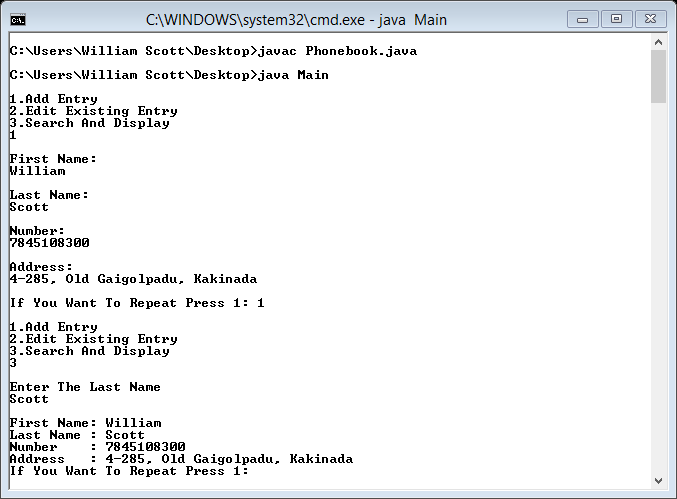 C:\WINDOWS\system32\cmd.exe - java  Main
C:\Users\William Scott\Desktop>javac Phonebook.java
C:\Users\William Scott\Desktop>java Main
1.Add Entry
2.Edit Existing Entry
3.Search And Display
1
First Name:
William
Last Name:
Scott
Number:
7845108300
Address:
4-285, Old Gaigolpadu, Kakinada
If You Want To Repeat Press 1: 1
1.Add Entry
2.Edit Existing Entry
3.Search And Display
3
Enter The Last Name
Scott
First Name: William
Last Name : Scott
Number    : 7845108300
Address   : 4-285, Old Gaigolpadu, Kakinada
If You Want To Repeat Press 1: